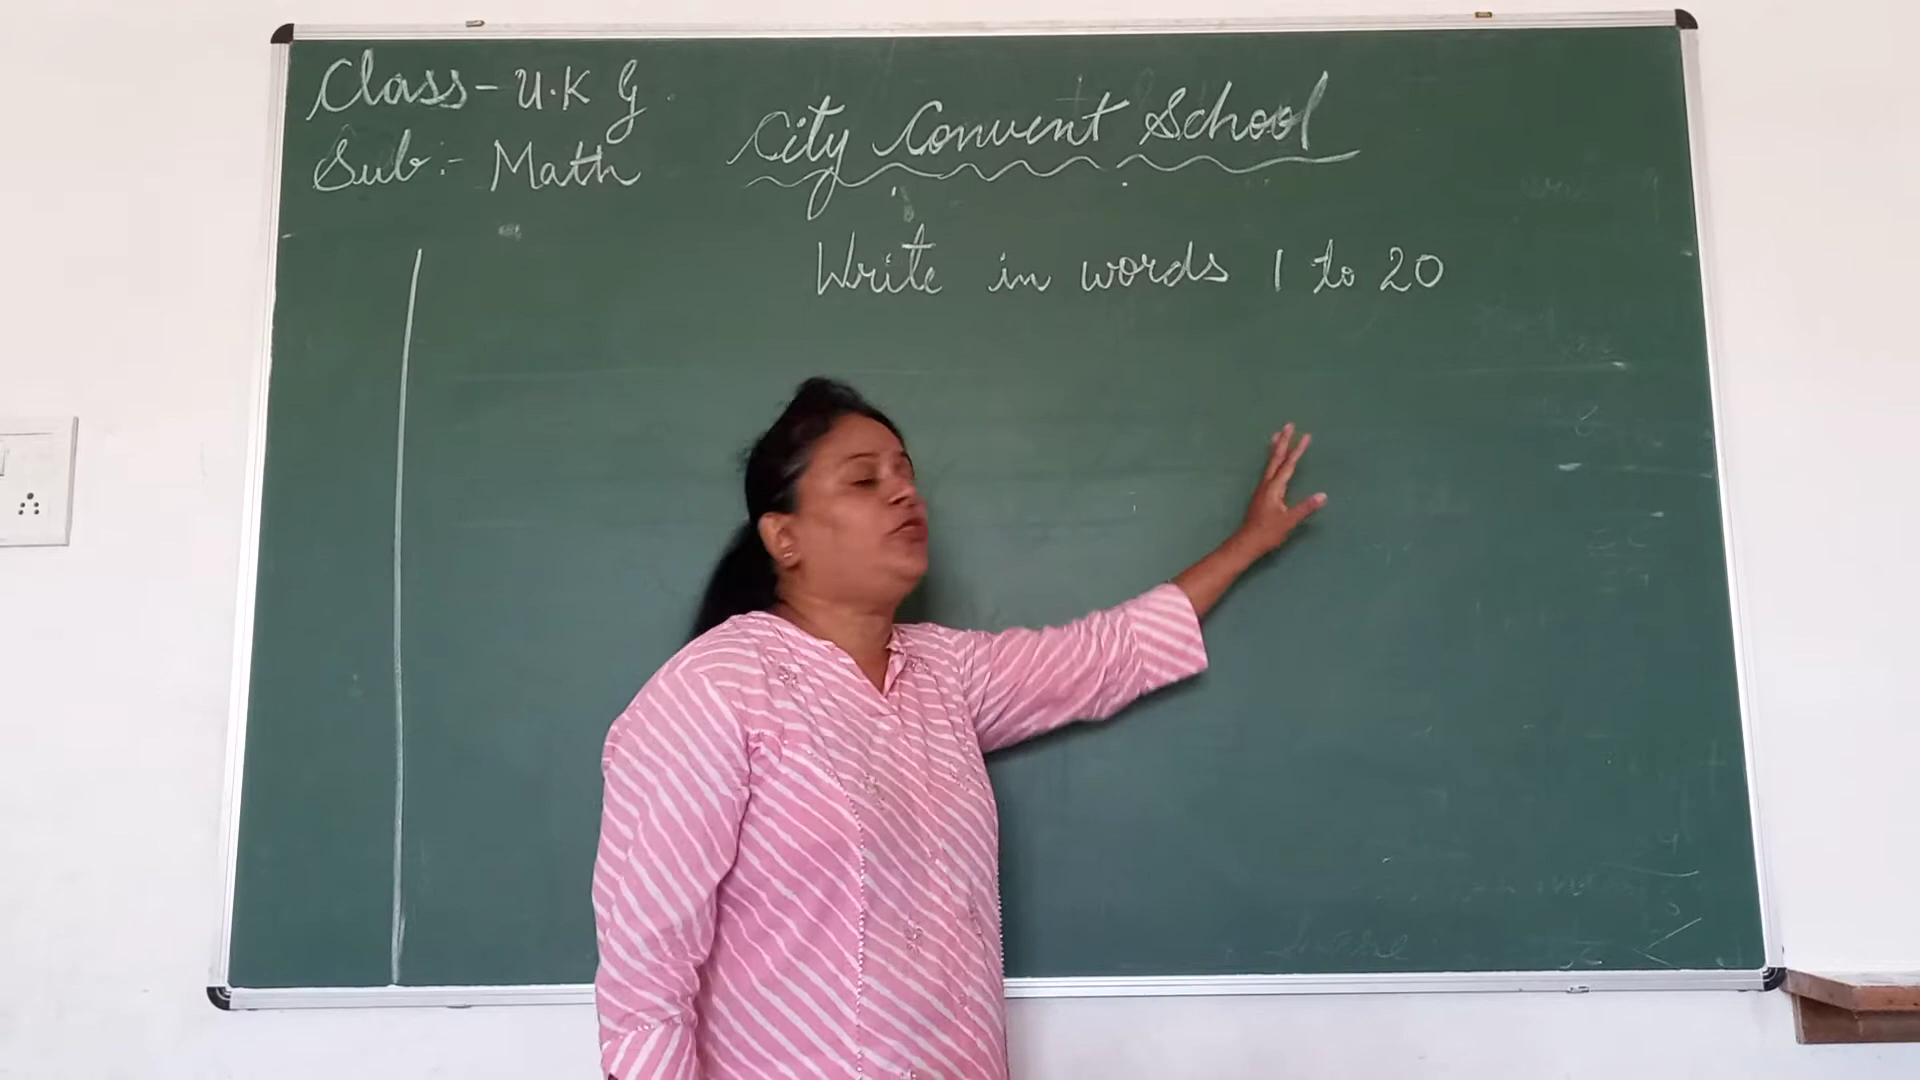 Class- U.K G.
Sub:- Math
City Convent School
Write in words 1 to 20